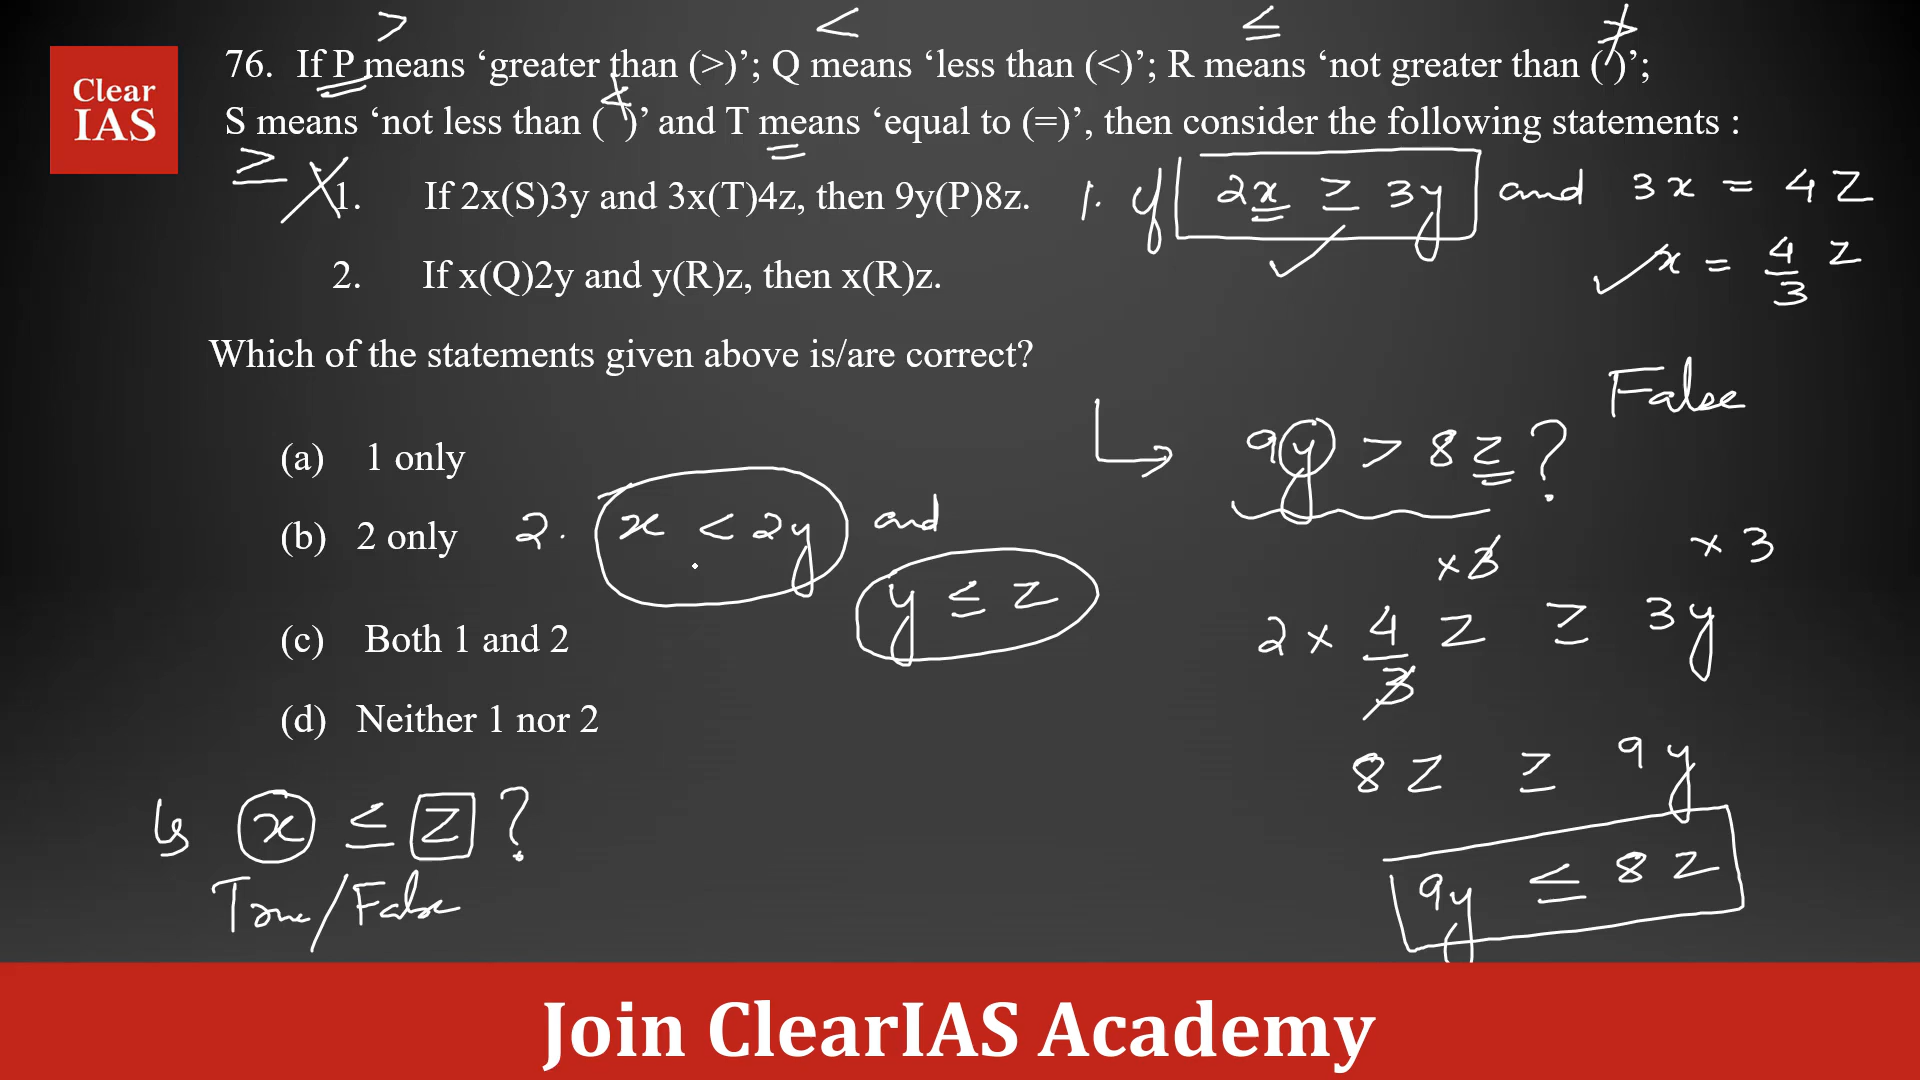 > < ≤ ≯
Clear
IAS
76. If P means ‘greater than (>)’; Q means ‘less than (<)’; R means ‘not greater than ( )’;
≮
S means ‘not less than ( )’ and T means ‘equal to (=)’, then consider the following statements :
≥ =
1. If 2x(S)3y and 3x(T)4z, then 9y(P)8z.
1. if 2x ≥ 3y and 3x = 4z
2. If x(Q)2y and y(R)z, then x(R)z.
x = 4/3 z
Which of the statements given above is/are correct?
False
9y > 8z ?
(a) 1 only
(b) 2 only
2. x < 2y and
y ≤ z
×3 ×3
2 × 4/3 z ≥ 3y
(c) Both 1 and 2
(d) Neither 1 nor 2
8z ≥ 9y
Is x ≤ z ?
9y ≤ 8z
True/False
Join ClearIAS Academy